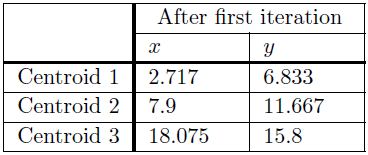 After first iteration
x y
Centroid 1 2.717 6.833
Centroid 2 7.9 11.667
Centroid 3 18.075 15.8